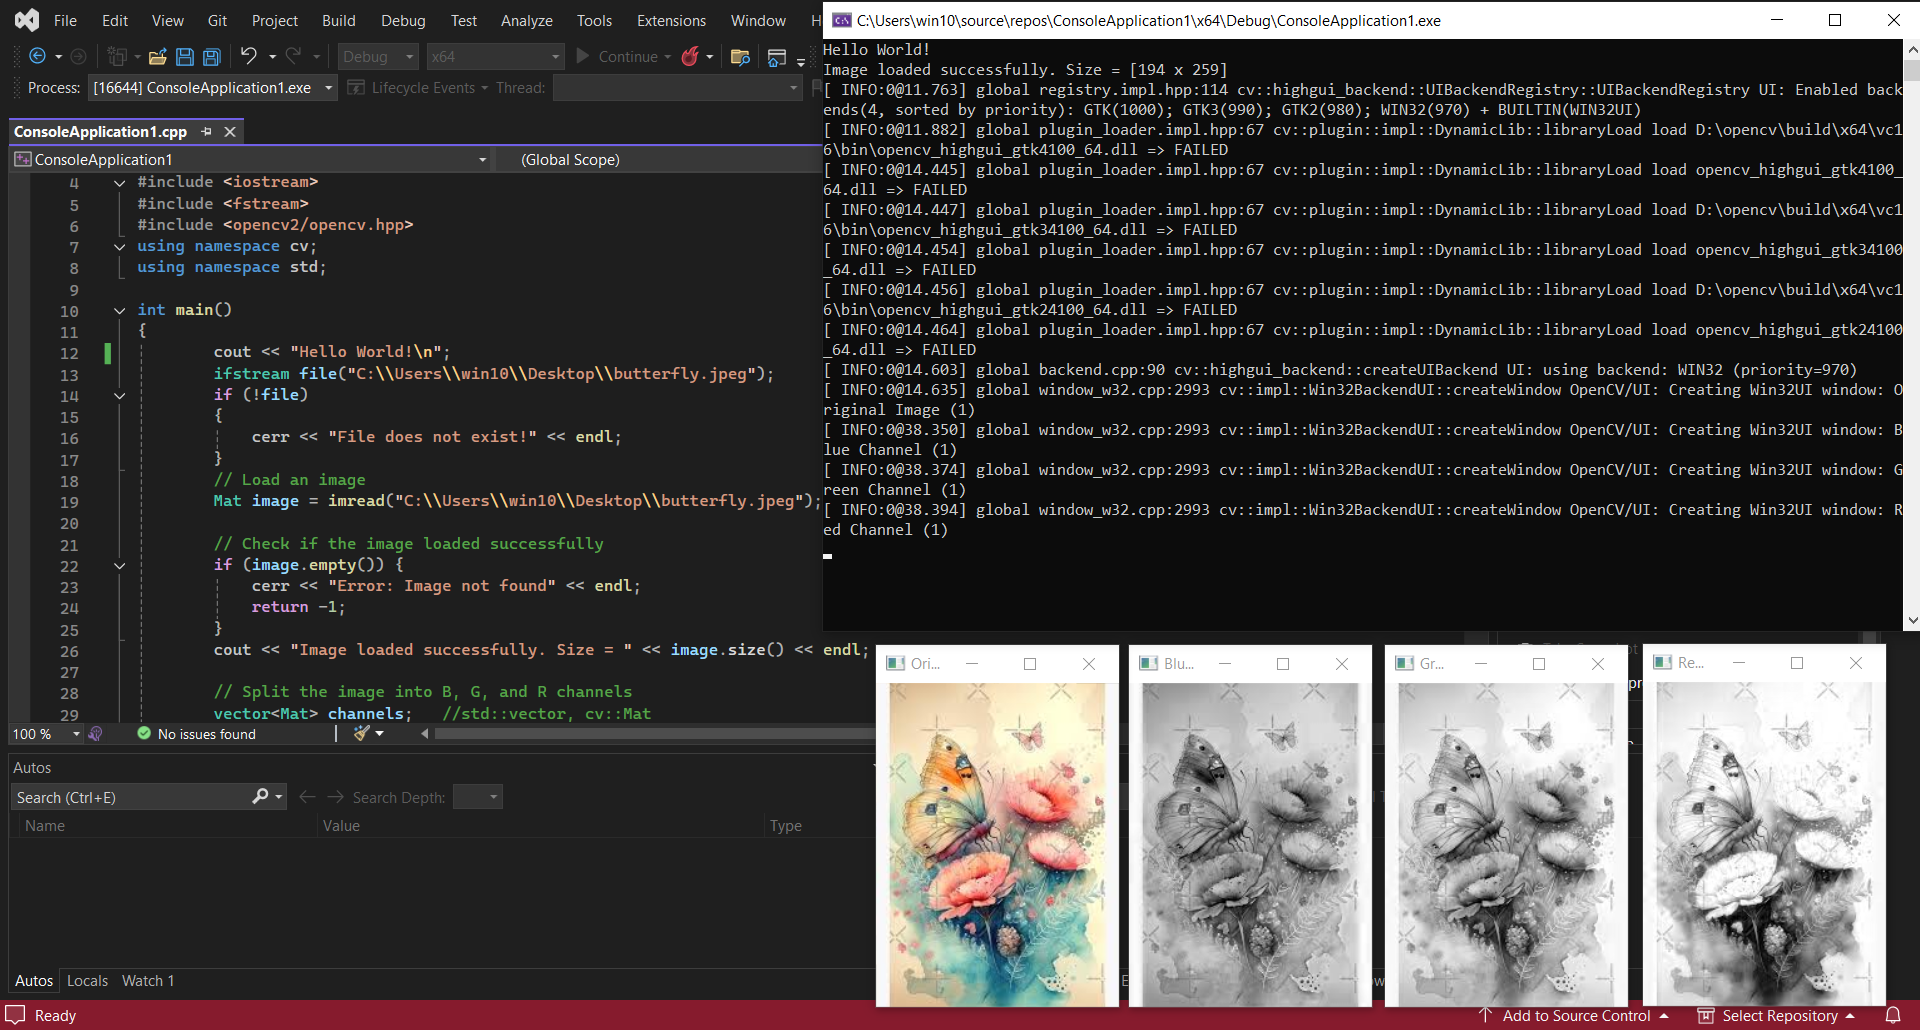 File Edit View Git Project Build Debug Test Analyze Tools Extensions Window H
Debug x64 Continue
Process: [16644] ConsoleApplication1.exe Lifecycle Events Thread:
ConsoleApplication1.cpp
ConsoleApplication1 (Global Scope)
4 #include <iostream>
5 #include <fstream>
6 #include <opencv2/opencv.hpp>
7 using namespace cv;
8 using namespace std;
9
10 int main()
11 {
12 cout << "Hello World!\n";
13 ifstream file("C:\\Users\\win10\\Desktop\\butterfly.jpeg");
14 if (!file)
15 {
16 cerr << "File does not exist!" << endl;
17 }
18 // Load an image
19 Mat image = imread("C:\\Users\\win10\\Desktop\\butterfly.jpeg");
20
21 // Check if the image loaded successfully
22 if (image.empty()) {
23 cerr << "Error: Image not found" << endl;
24 return -1;
25 }
26 cout << "Image loaded successfully. Size = " << image.size() << endl;
27
28 // Split the image into B, G, and R channels
29 vector<Mat> channels; //std::vector, cv::Mat
100 % No issues found
Autos
Search (Ctrl+E) Search Depth:
Name Value Type
Autos Locals Watch 1
Ready
C:\Users\win10\source\repos\ConsoleApplication1\x64\Debug\ConsoleApplication1.exe
Hello World!
Image loaded successfully. Size = [194 x 259]
[ INFO:0@11.763] global registry.impl.hpp:114 cv::highgui_backend::UIBackendRegistry::UIBackendRegistry UI: Enabled back
ends(4, sorted by priority): GTK(1000); GTK3(990); GTK2(980); WIN32(970) + BUILTIN(WIN32UI)
[ INFO:0@11.882] global plugin_loader.impl.hpp:67 cv::plugin::impl::DynamicLib::libraryLoad load D:\opencv\build\x64\vc1
6\bin\opencv_highgui_gtk4100_64.dll => FAILED
[ INFO:0@14.445] global plugin_loader.impl.hpp:67 cv::plugin::impl::DynamicLib::libraryLoad load opencv_highgui_gtk4100_
64.dll => FAILED
[ INFO:0@14.447] global plugin_loader.impl.hpp:67 cv::plugin::impl::DynamicLib::libraryLoad load D:\opencv\build\x64\vc1
6\bin\opencv_highgui_gtk34100_64.dll => FAILED
[ INFO:0@14.454] global plugin_loader.impl.hpp:67 cv::plugin::impl::DynamicLib::libraryLoad load opencv_highgui_gtk34100
_64.dll => FAILED
[ INFO:0@14.456] global plugin_loader.impl.hpp:67 cv::plugin::impl::DynamicLib::libraryLoad load D:\opencv\build\x64\vc1
6\bin\opencv_highgui_gtk24100_64.dll => FAILED
[ INFO:0@14.464] global plugin_loader.impl.hpp:67 cv::plugin::impl::DynamicLib::libraryLoad load opencv_highgui_gtk24100
_64.dll => FAILED
[ INFO:0@14.603] global backend.cpp:90 cv::highgui_backend::createUIBackend UI: using backend: WIN32 (priority=970)
[ INFO:0@14.635] global window_w32.cpp:2993 cv::impl::Win32BackendUI::createWindow OpenCV/UI: Creating Win32UI window: O
riginal Image (1)
[ INFO:0@38.350] global window_w32.cpp:2993 cv::impl::Win32BackendUI::createWindow OpenCV/UI: Creating Win32UI window: B
lue Channel (1)
[ INFO:0@38.374] global window_w32.cpp:2993 cv::impl::Win32BackendUI::createWindow OpenCV/UI: Creating Win32UI window: G
reen Channel (1)
[ INFO:0@38.394] global window_w32.cpp:2993 cv::impl::Win32BackendUI::createWindow OpenCV/UI: Creating Win32UI window: R
ed Channel (1)
Ori... Blu... Gr... Re...
Add to Source Control Select Repository